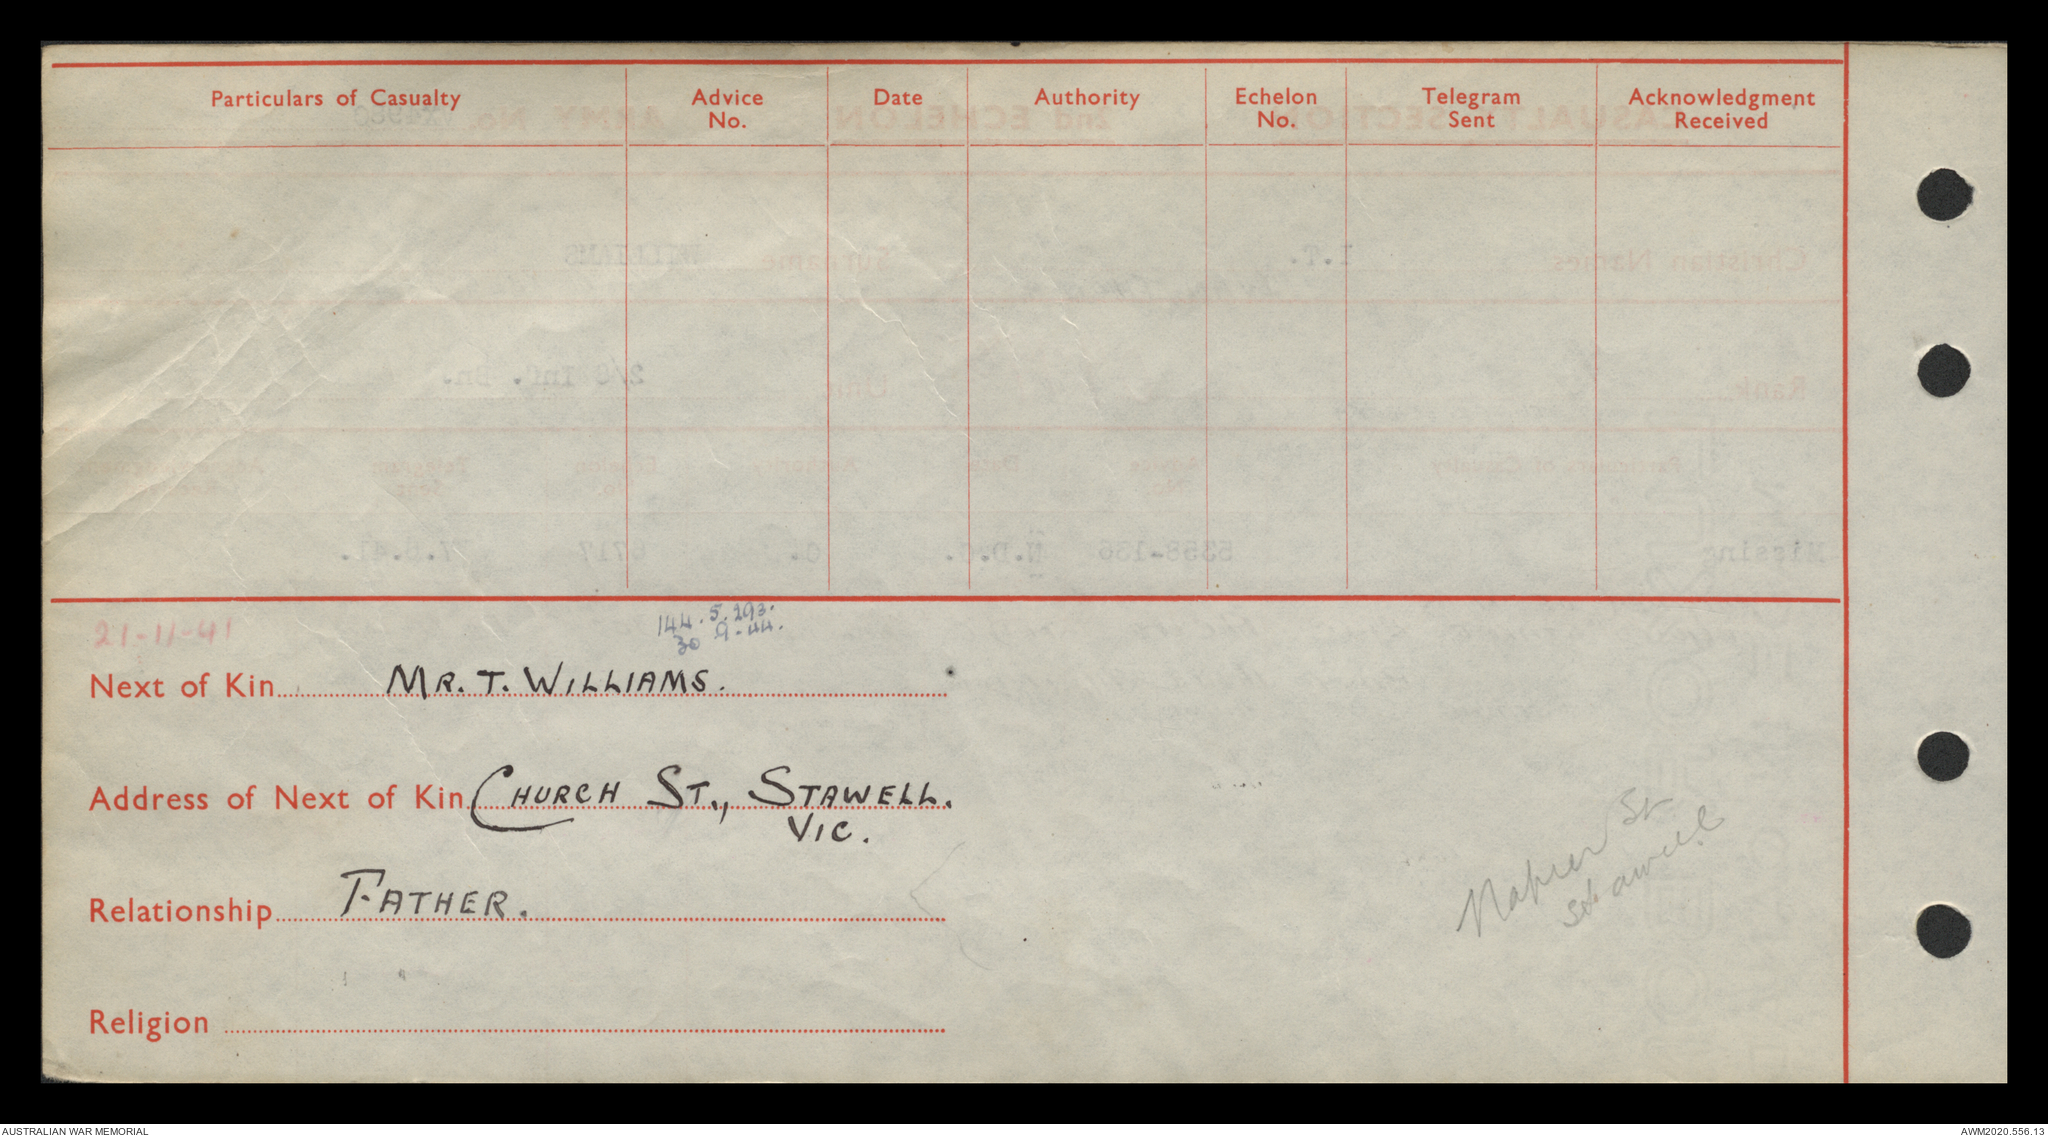 Particulars of Casualty | Advice No. | Date | Authority | Echelon No. | Telegram Sent | Acknowledgment Received
21-11-41
144.5.293.
30 9-44.
Next of Kin MR. T. WILLIAMS.
Address of Next of Kin CHURCH ST., STAWELL.
VIC.
Relationship FATHER.
Religion
Napier St
Stawell
AUSTRALIAN WAR MEMORIAL
AWM2020.556.13